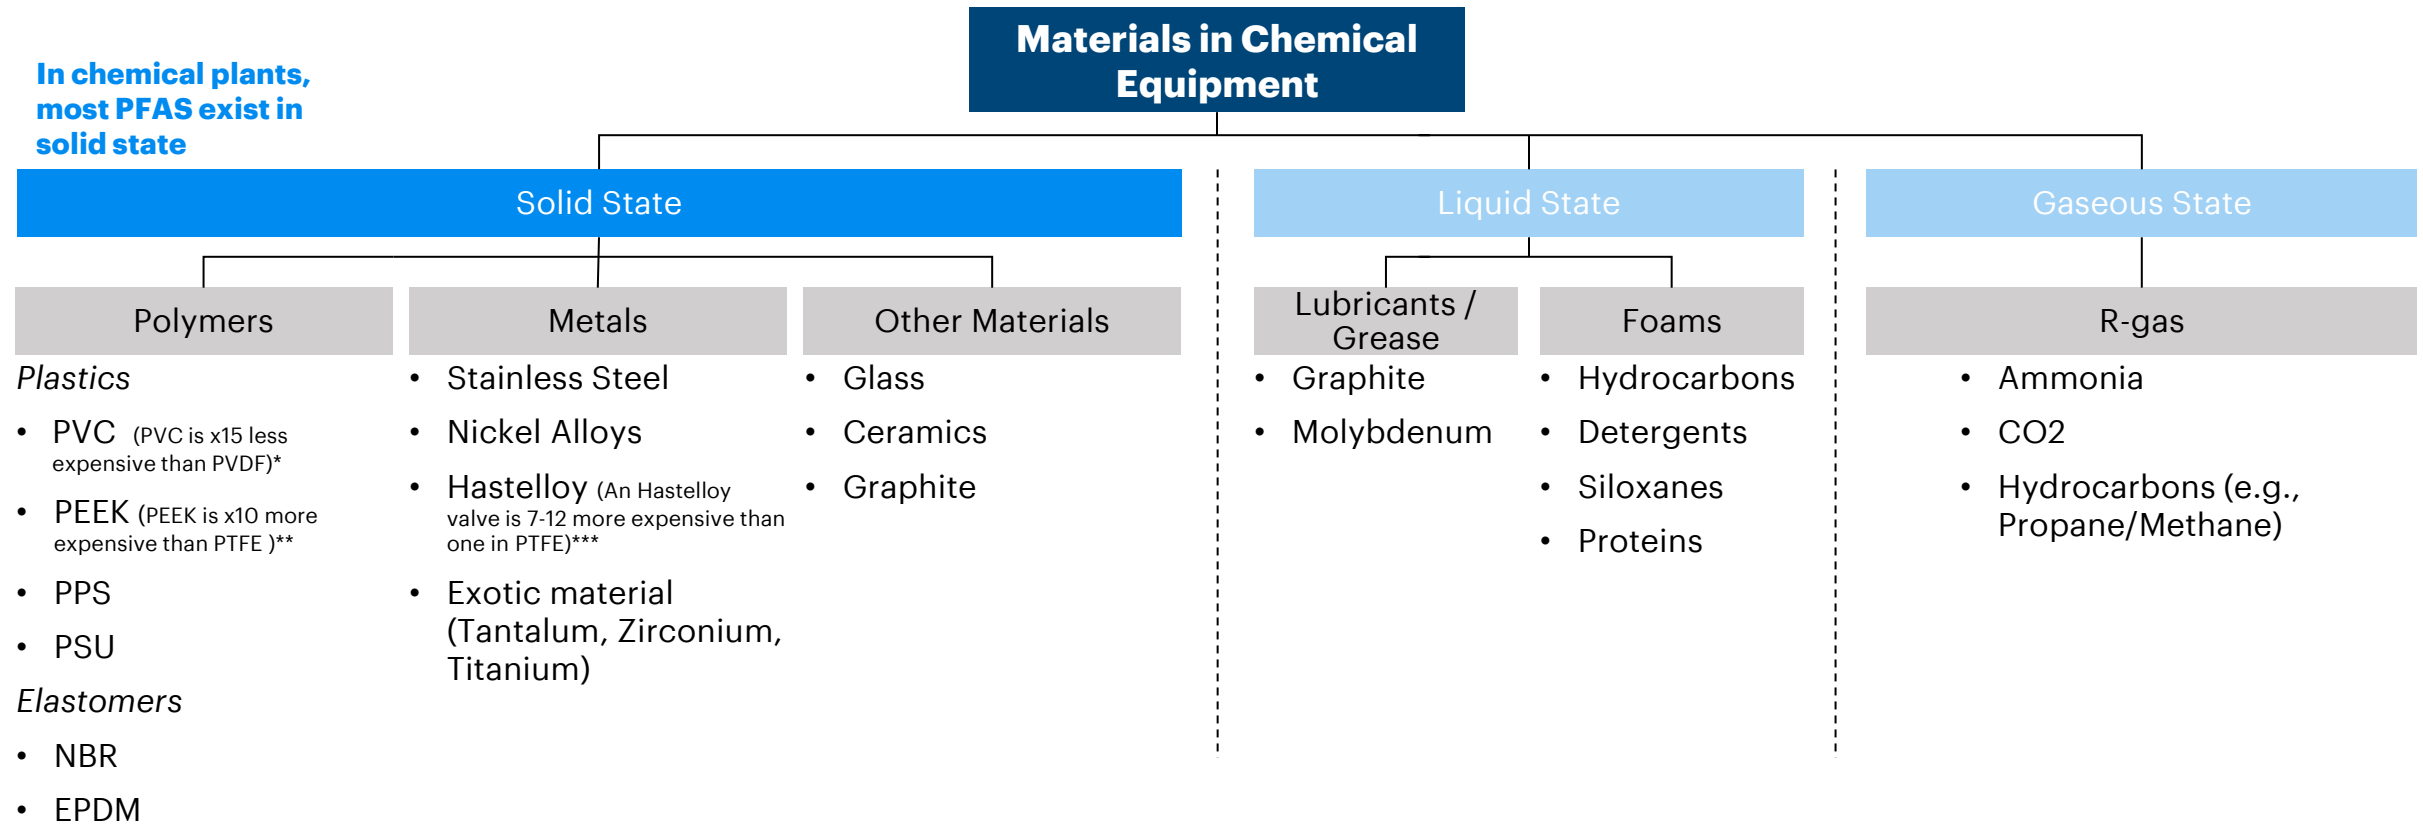 Materials in Chemical
Equipment
In chemical plants,
most PFAS exist in
solid state
Solid State
Liquid State
Gaseous State
Polymers
Metals
Other Materials
Lubricants /
Grease
Foams
R-gas
Plastics
• PVC (PVC is x15 less
expensive than PVDF)*
• PEEK (PEEK is x10 more
expensive than PTFE )**
• PPS
• PSU
Elastomers
• NBR
• EPDM
• Stainless Steel
• Nickel Alloys
• Hastelloy (An Hastelloy
valve is 7-12 more expensive than
one in PTFE)***
• Exotic material
(Tantalum, Zirconium,
Titanium)
• Glass
• Ceramics
• Graphite
• Graphite
• Molybdenum
• Hydrocarbons
• Detergents
• Siloxanes
• Proteins
• Ammonia
• CO2
• Hydrocarbons (e.g.,
Propane/Methane)